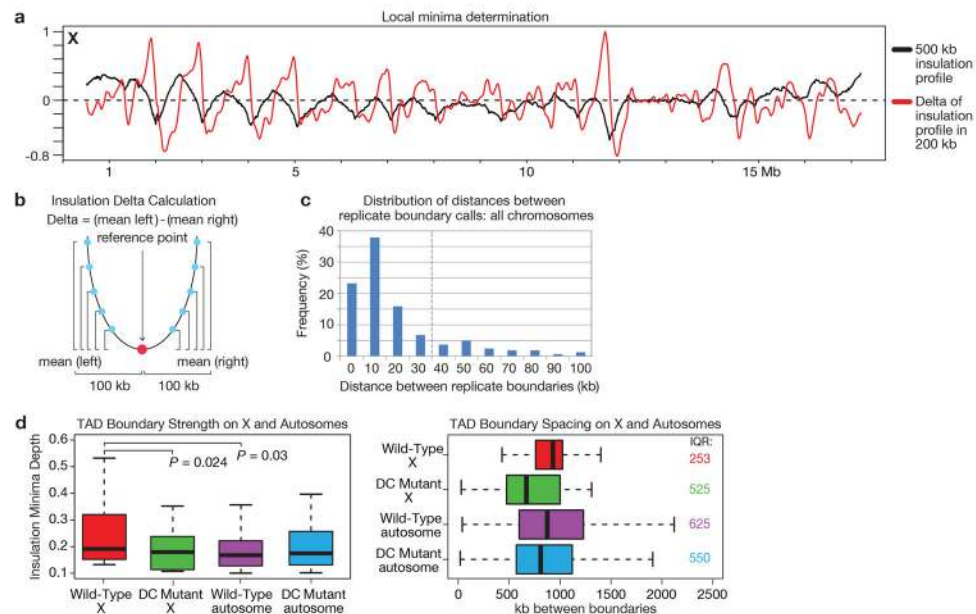 a
Local minima determination
X
1
0
-0.8
1
5
10
15 Mb
500 kb
insulation
profile
Delta of
insulation
profile in
200 kb
b
Insulation Delta Calculation
Delta = (mean left)-(mean right)
reference point
mean (left)
mean (right)
100 kb
100 kb
c
Distribution of distances between
replicate boundary calls: all chromosomes
Frequency (%)
40
30
20
10
0
0 10 20 30 40 50 60 70 80 90 100
Distance between replicate boundaries (kb)
d
TAD Boundary Strength on X and Autosomes
Insulation Minima Depth
0.6
0.5
0.4
0.3
0.2
0.1
P = 0.024
P = 0.03
Wild-Type
X
DC Mutant
X
Wild-Type
autosome
DC Mutant
autosome
TAD Boundary Spacing on X and Autosomes
IQR:
Wild-Type
X
253
DC Mutant
X
525
Wild-Type
autosome
625
DC Mutant
autosome
550
0 500 1000 1500 2000 2500
kb between boundaries